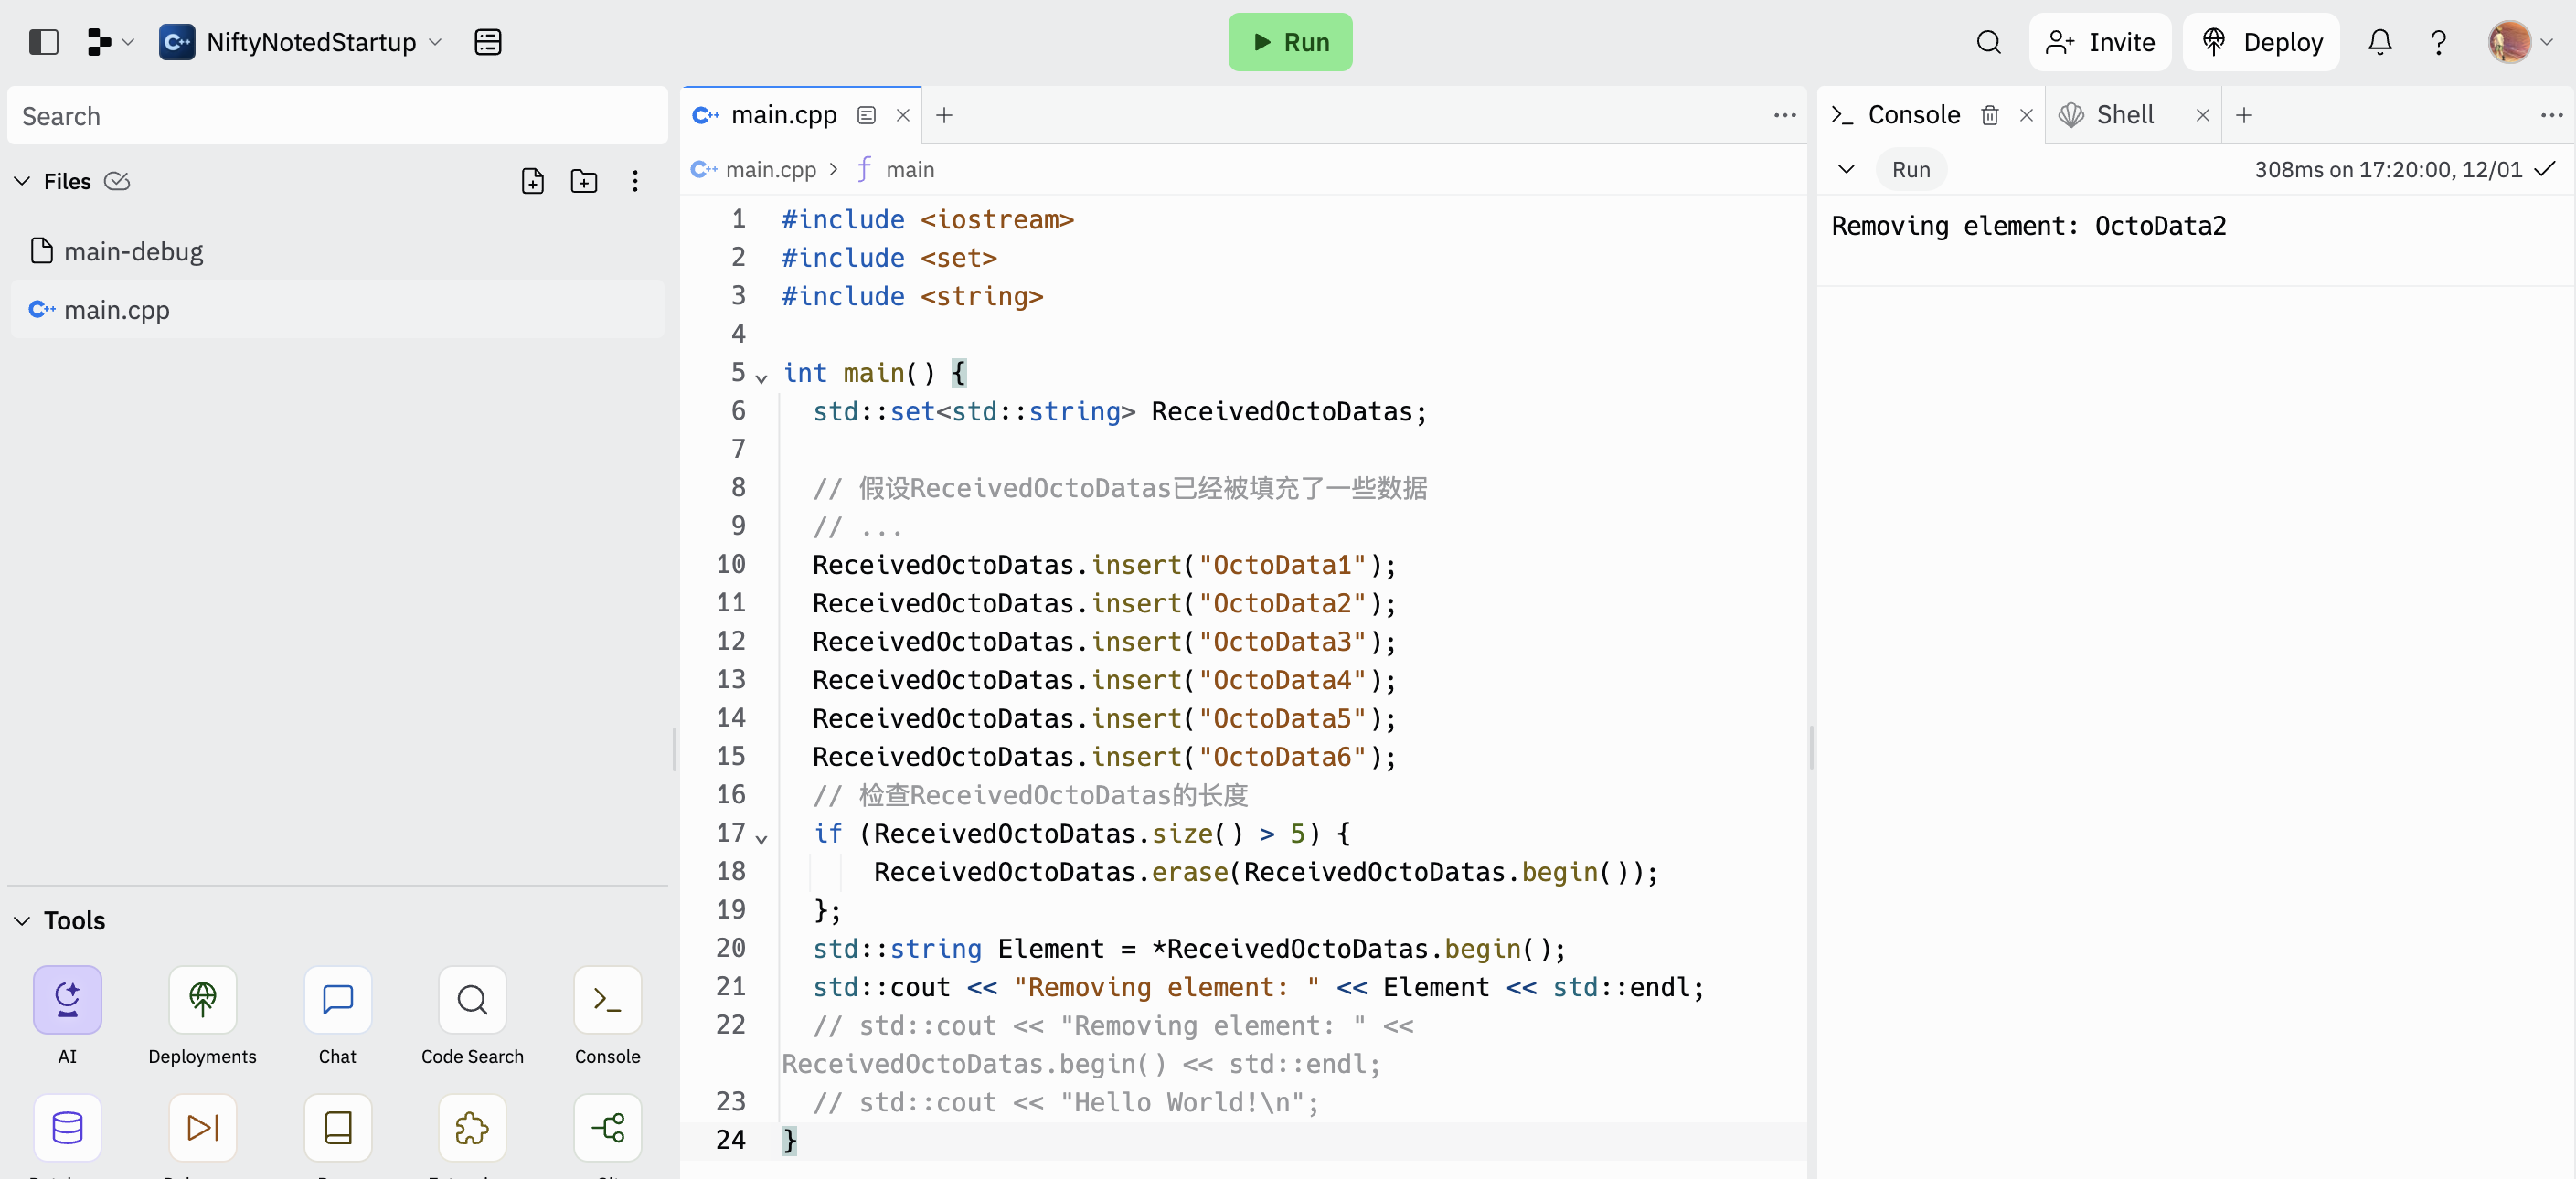 NiftyNotedStartup
Run
Invite
Deploy
Search
Files
main-debug
main.cpp
Tools
AI
Deployments
Chat
Code Search
Console
main.cpp
main.cpp > main
1 #include <iostream>
2 #include <set>
3 #include <string>
4
5 int main() {
6 std::set<std::string> ReceivedOctoDatas;
7
8 // 假设ReceivedOctoDatas已经被填充了一些数据
9 // ...
10 ReceivedOctoDatas.insert("OctoData1");
11 ReceivedOctoDatas.insert("OctoData2");
12 ReceivedOctoDatas.insert("OctoData3");
13 ReceivedOctoDatas.insert("OctoData4");
14 ReceivedOctoDatas.insert("OctoData5");
15 ReceivedOctoDatas.insert("OctoData6");
16 // 检查ReceivedOctoDatas的长度
17 if (ReceivedOctoDatas.size() > 5) {
18 ReceivedOctoDatas.erase(ReceivedOctoDatas.begin());
19 };
20 std::string Element = *ReceivedOctoDatas.begin();
21 std::cout << "Removing element: " << Element << std::endl;
22 // std::cout << "Removing element: " <<
ReceivedOctoDatas.begin() << std::endl;
23 // std::cout << "Hello World!\n";
24 }
Console
Shell
Run
308ms on 17:20:00, 12/01
Removing element: OctoData2